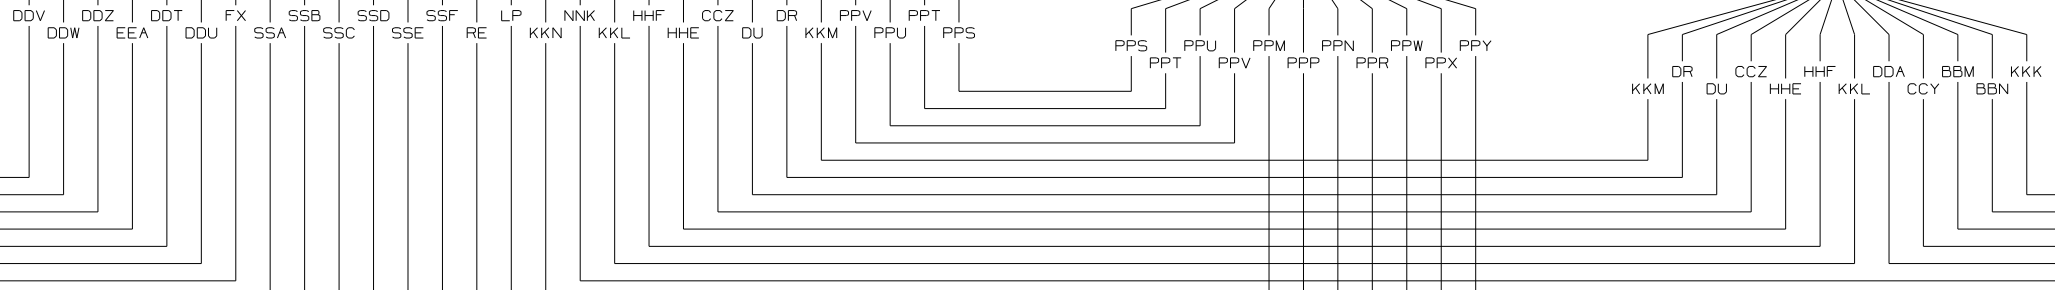 DDV DDZ DDT FX SSB SSD SSF LP NNK HHF CCZ DR PPV PPT
DDW EEA DDU SSA SSC SSE RE KKN KKL HHE DU KKM PPU PPS
PPS PPU PPM PPN PPW PPY
PPT PPV PPP PPR PPX
DR CCZ HHF DDA BBM KKK
KKM DU HHE KKL CCY BBN